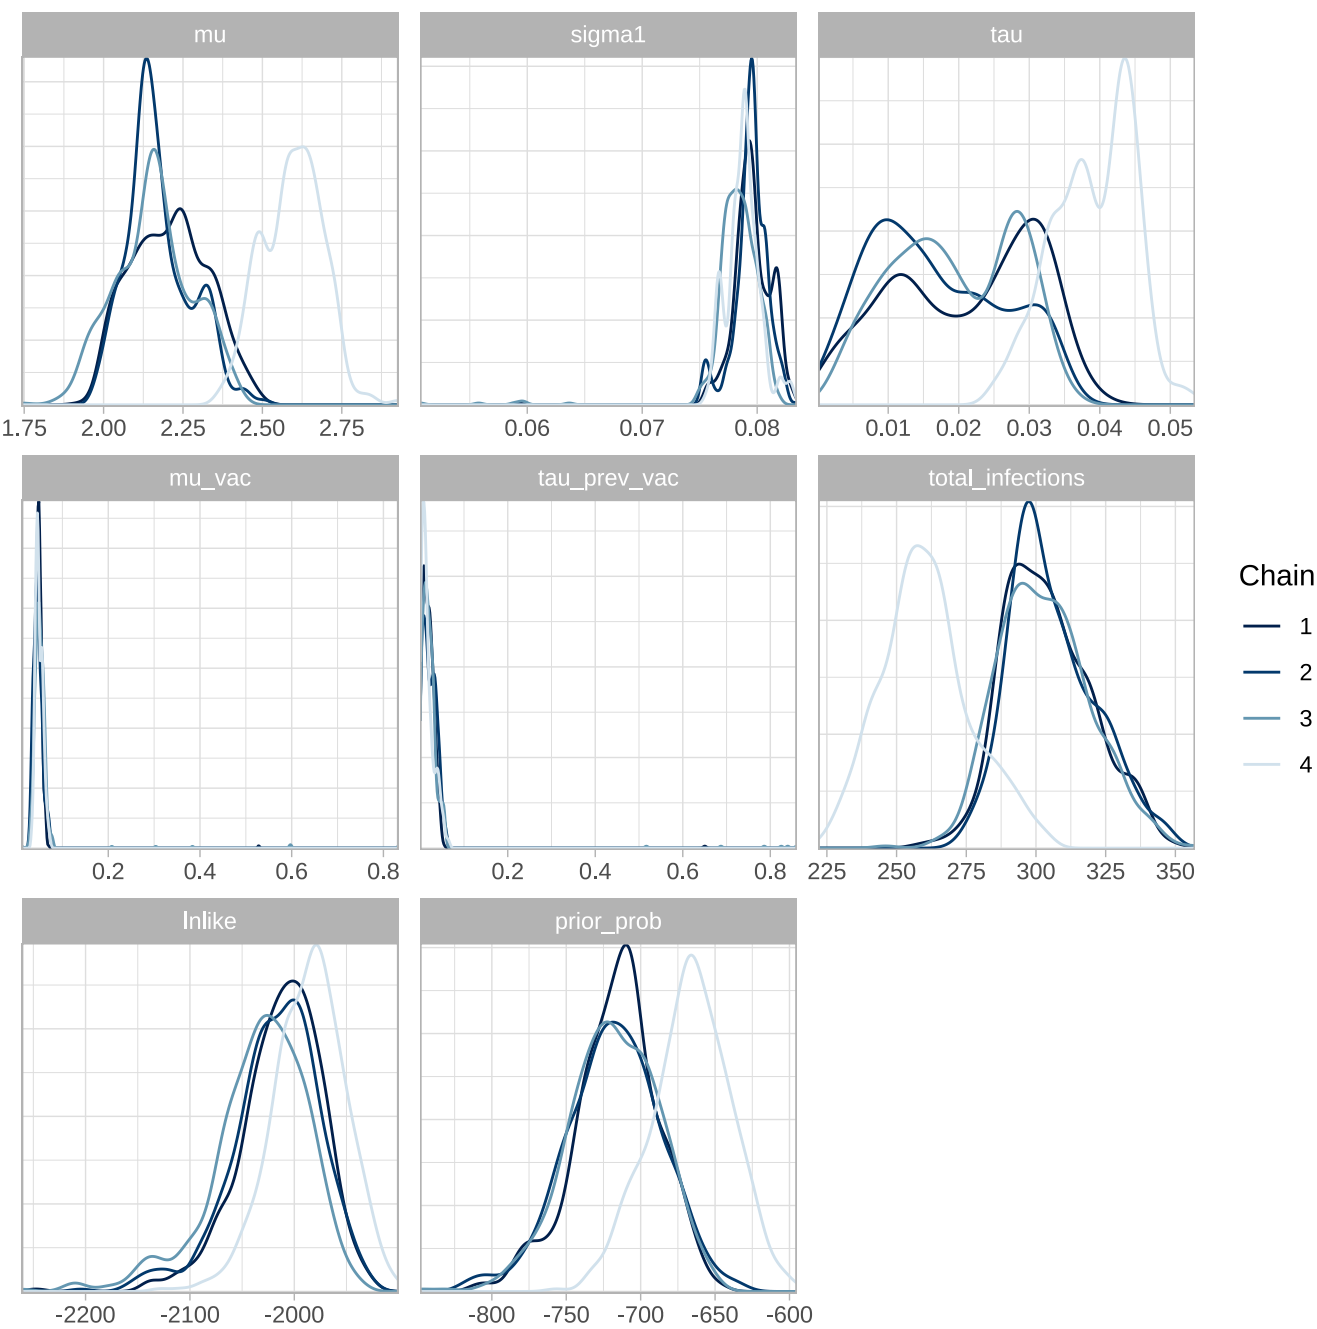 mu sigma1 tau
1.75 2.00 2.25 2.50 2.75 0.06 0.07 0.08 0.01 0.02 0.03 0.04 0.05
mu_vac tau_prev_vac total_infections
0.2 0.4 0.6 0.8 0.2 0.4 0.6 0.8 225 250 275 300 325 350
Chain
1
2
3
4
lnlike prior_prob
-2200 -2100 -2000 -800 -750 -700 -650 -600